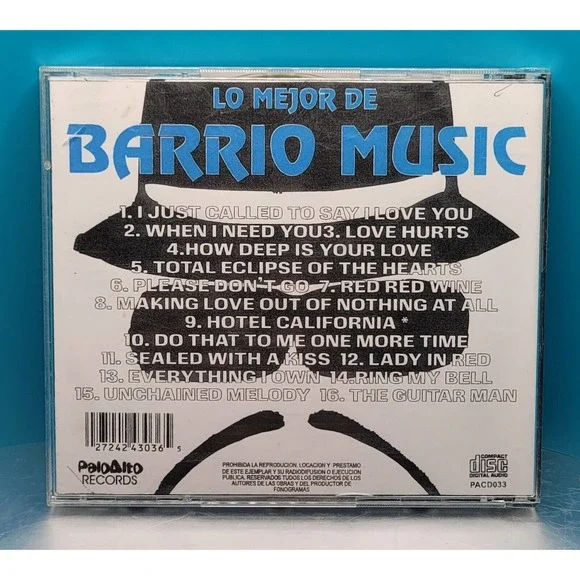 LO MEJOR DE
BARRIO MUSIC
1. I JUST CALLED TO SAY I LOVE YOU
2. WHEN I NEED YOU3. LOVE HURTS
4.HOW DEEP IS YOUR LOVE
5. TOTAL ECLIPSE OF THE HEARTS
6. PLEASE DON'T GO 7. RED RED WINE
8. MAKING LOVE OUT OF NOTHING AT ALL
9. HOTEL CALIFORNIA *
10. DO THAT TO ME ONE MORE TIME
11. SEALED WITH A KISS 12. LADY IN RED
13. EVERYTHING I OWN 14.RING MY BELL
15. UNCHAINED MELODY 16. THE GUITAR MAN
27242 43036 5
PaloAlto
RECORDS
PROHIBIDA LA REPRODUCION, LOCACION Y PRESTAMO
DE ESTE EJEMPLAR Y SU RADIODIFUSION O EJECUCION
PUBLICA. RESERVADOS TODOS LOS DERECHOS DE LOS
AUTORES DE LAS OBRAS Y DEL PRODUCTOR DE
FONOGRAMAS
COMPACT
disc
DIGITAL AUDIO
PACD033